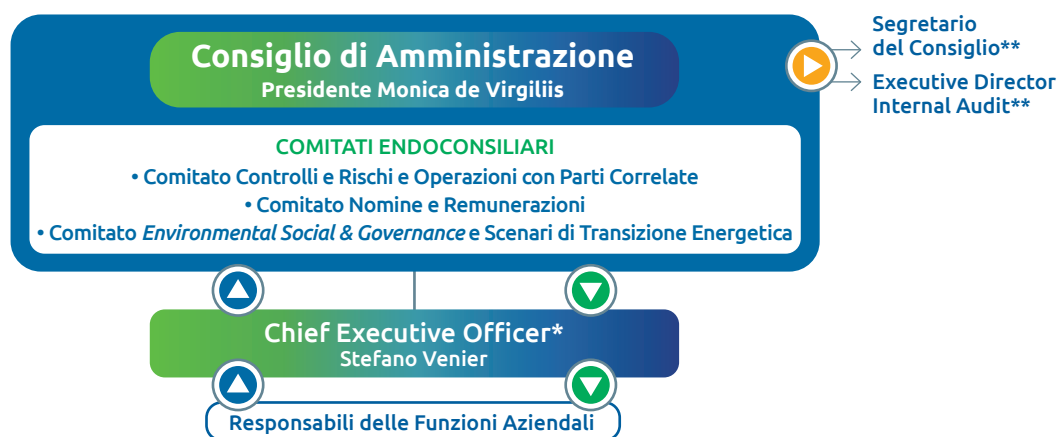 Consiglio di Amministrazione
Presidente Monica de Virgiliis
Segretario
del Consiglio**
Executive Director
Internal Audit**
COMITATI ENDOCONSILIARI
• Comitato Controlli e Rischi e Operazioni con Parti Correlate
• Comitato Nomine e Remunerazioni
• Comitato Environmental Social & Governance e Scenari di Transizione Energetica
Chief Executive Officer*
Stefano Venier
Responsabili delle Funzioni Aziendali